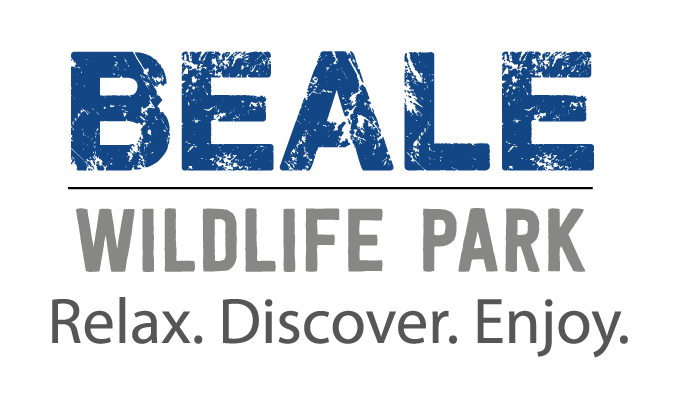 BEALE
WILDLIFE PARK
Relax. Discover. Enjoy.